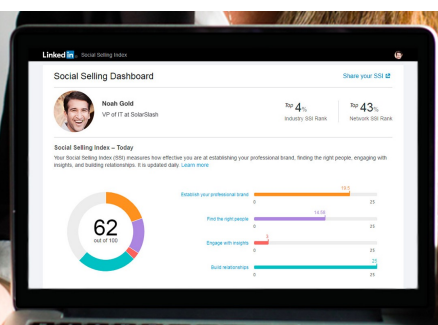 Linked in. Social Selling Index
Social Selling Dashboard
Share your SSI
Noah Gold
VP of IT at SolarSlash
Top 4%
Industry SSI Rank
Top 43%
Network SSI Rank
Social Selling Index – Today
Your Social Selling Index (SSI) measures how effective you are at establishing your professional brand, finding the right people, engaging with
insights, and building relationships. It is updated daily. Learn more
62
out of 100
Establish your professional brand
0
25
Find the right people
0
25
Engage with insights
3
0
25
Build relationships
25
0
25